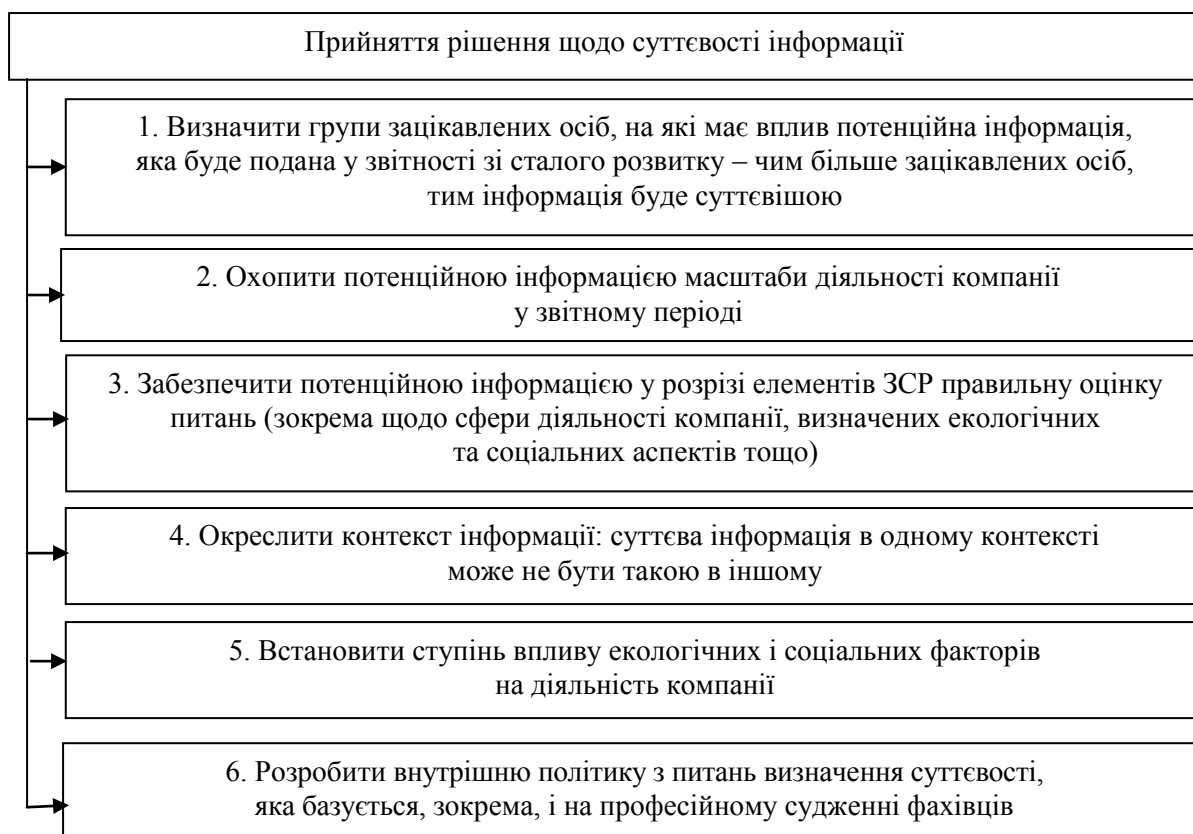 Прийняття рішення щодо суттєвості інформації
1. Визначити групи зацікавлених осіб, на які має вплив потенційна інформація,
яка буде подана у звітності зі сталого розвитку – чим більше зацікавлених осіб,
тим інформація буде суттєвішою
2. Охопити потенційною інформацією масштаби діяльності компанії
у звітному періоді
3. Забезпечити потенційною інформацією у розрізі елементів ЗСР правильну оцінку
питань (зокрема щодо сфери діяльності компанії, визначених екологічних
та соціальних аспектів тощо)
4. Окреслити контекст інформації: суттєва інформація в одному контексті
може не бути такою в іншому
5. Встановити ступінь впливу екологічних і соціальних факторів
на діяльність компанії
6. Розробити внутрішню політику з питань визначення суттєвості,
яка базується, зокрема, і на професійному судженні фахівців